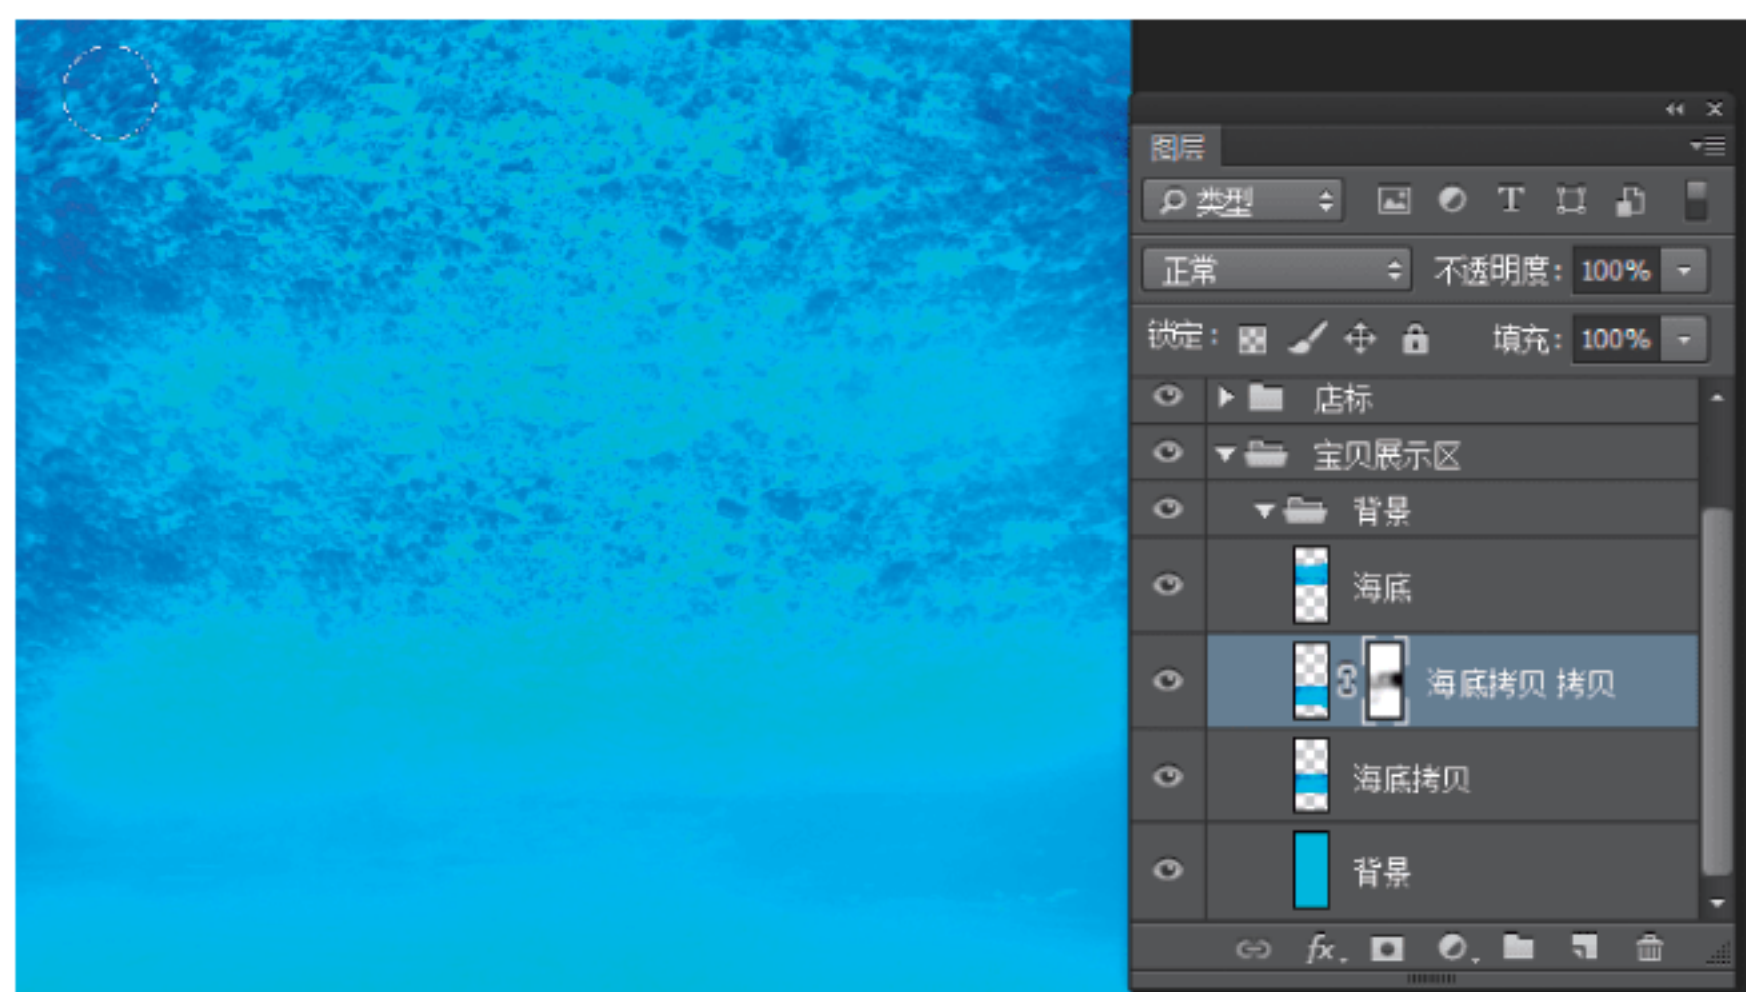 图层
类型 T
正常 不透明度: 100%
锁定: 填充: 100%
店标
宝贝展示区
背景
海底
海底拷贝 拷贝
海底拷贝
背景
fx.